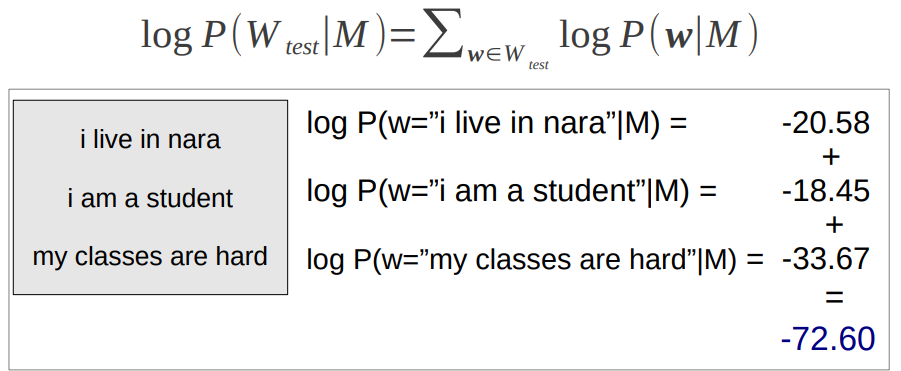 log P(W_test|M)=∑_{w∈W_test} log P(w|M)
i live in nara
i am a student
my classes are hard
log P(w=”i live in nara”|M) = -20.58
+
log P(w=”i am a student”|M) = -18.45
+
log P(w=”my classes are hard”|M) = -33.67
=
-72.60